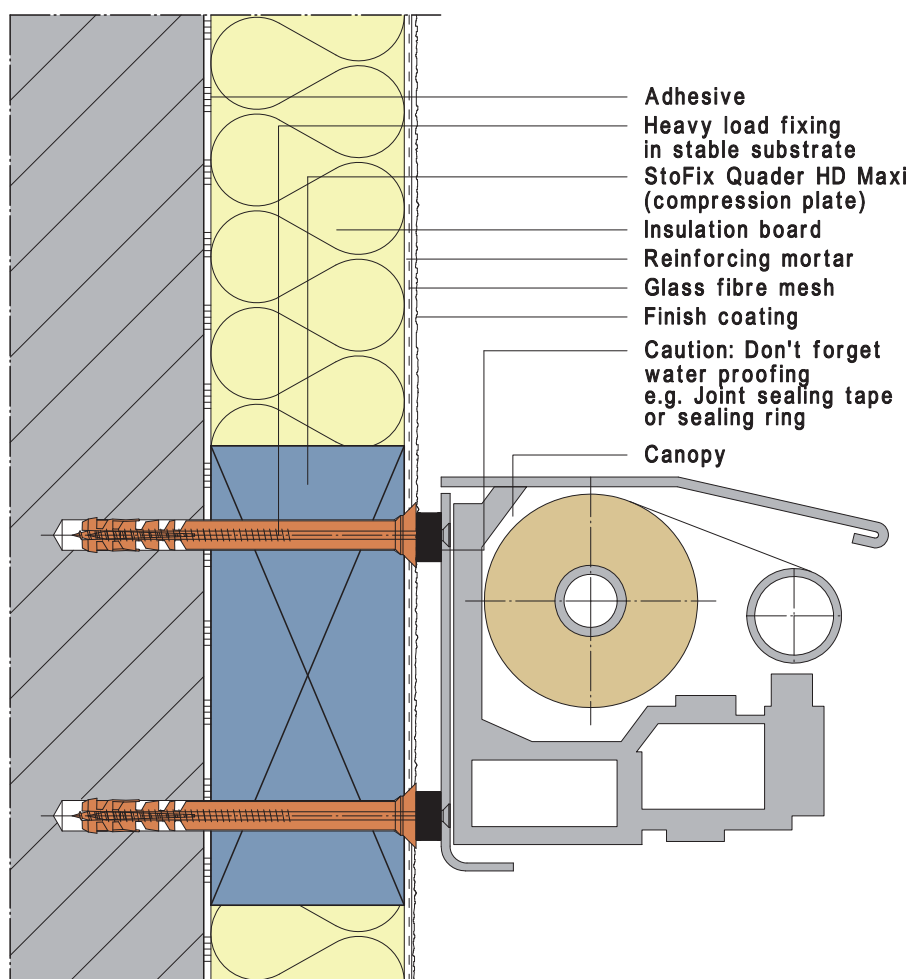 Adhesive
Heavy load fixing
in stable substrate
StoFix Quader HD Maxi
(compression plate)
Insulation board
Reinforcing mortar
Glass fibre mesh
Finish coating
Caution: Don't forget
water proofing
e.g. Joint sealing tape
or sealing ring
Canopy